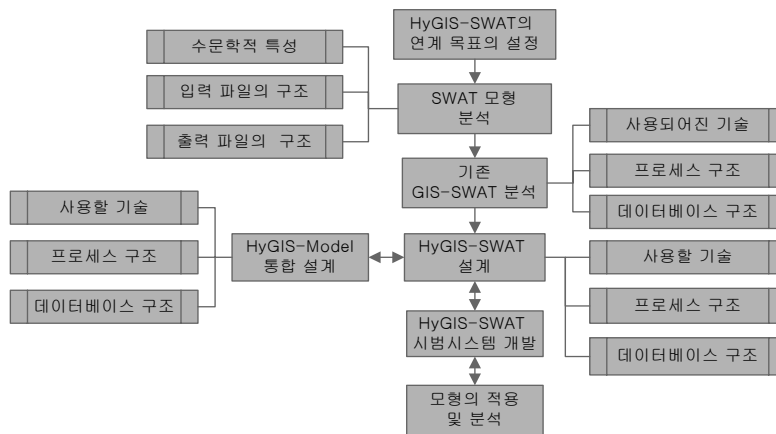 HyGIS-SWAT의
연계 목표의 설정
수문학적 특성
입력 파일의 구조
출력 파일의 구조
SWAT 모형
분석
사용되어진 기술
프로세스 구조
데이터베이스 구조
기존
GIS-SWAT 분석
사용할 기술
프로세스 구조
데이터베이스 구조
HyGIS-Model
통합 설계
HyGIS-SWAT
설계
사용할 기술
프로세스 구조
데이터베이스 구조
HyGIS-SWAT
시범시스템 개발
모형의 적용
및 분석